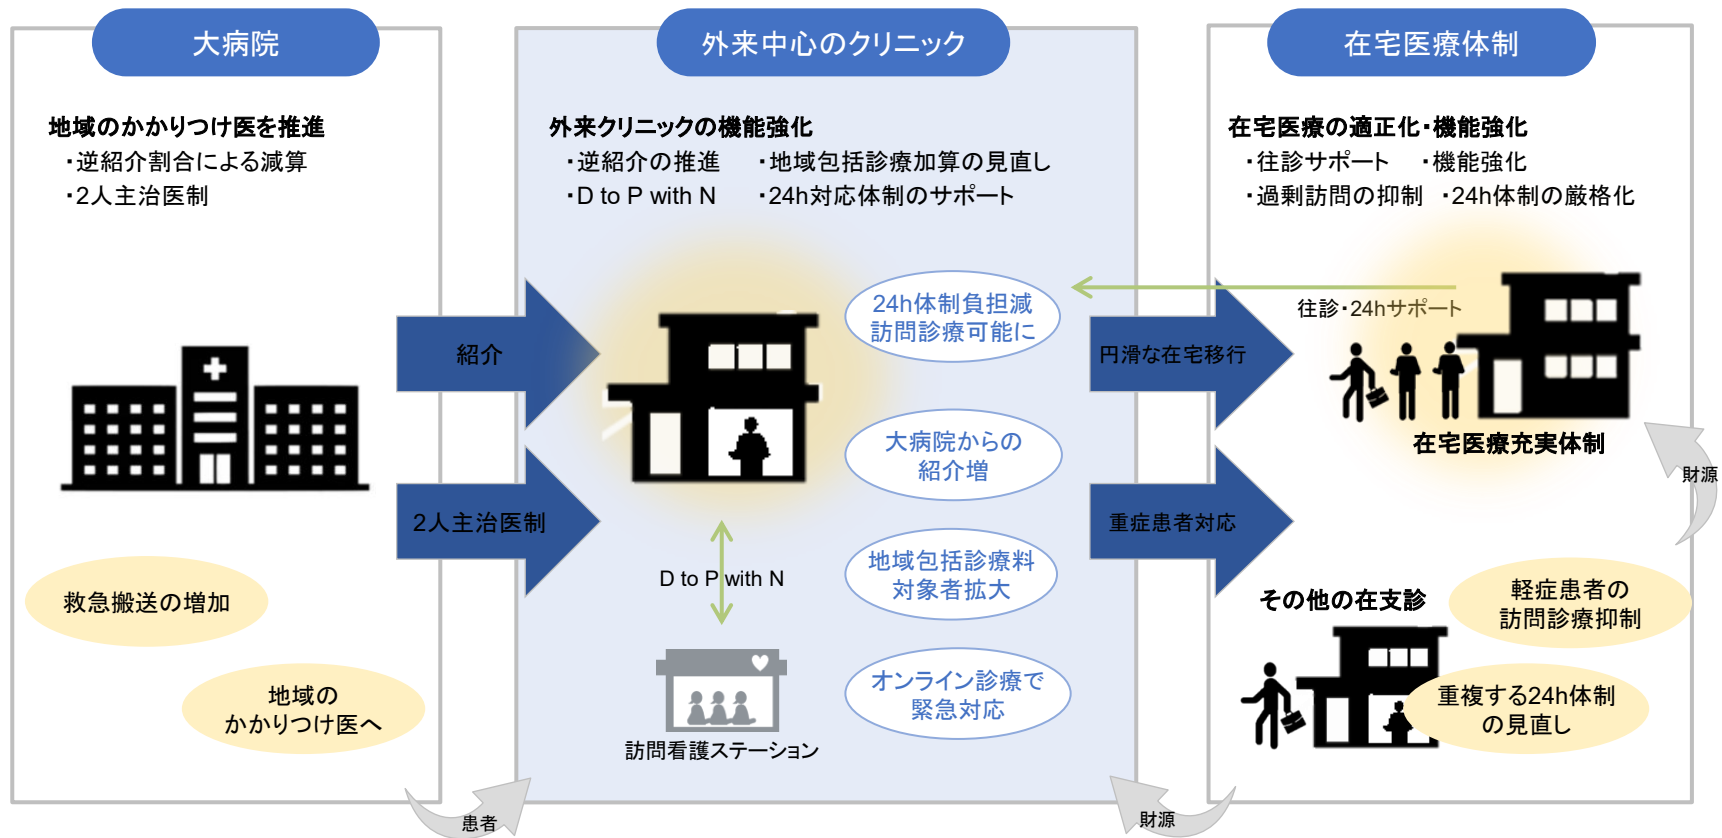 大病院
地域のかかりつけ医を推進
・逆紹介割合による減算
・2人主治医制
救急搬送の増加
地域の
かかりつけ医へ
紹介
2人主治医制
患者
外来中心のクリニック
外来クリニックの機能強化
・逆紹介の推進 ・地域包括診療加算の見直し
・D to P with N ・24h対応体制のサポート
24h体制負担減
訪問診療可能に
大病院からの
紹介増
地域包括診療料
対象者拡大
オンライン診療で
緊急対応
D to P with N
訪問看護ステーション
円滑な在宅移行
重症患者対応
財源
在宅医療体制
在宅医療の適正化・機能強化
・往診サポート ・機能強化
・過剰訪問の抑制 ・24h体制の厳格化
往診・24hサポート
在宅医療充実体制
財源
その他の在支診
軽症患者の
訪問診療抑制
重複する24h体制
の見直し